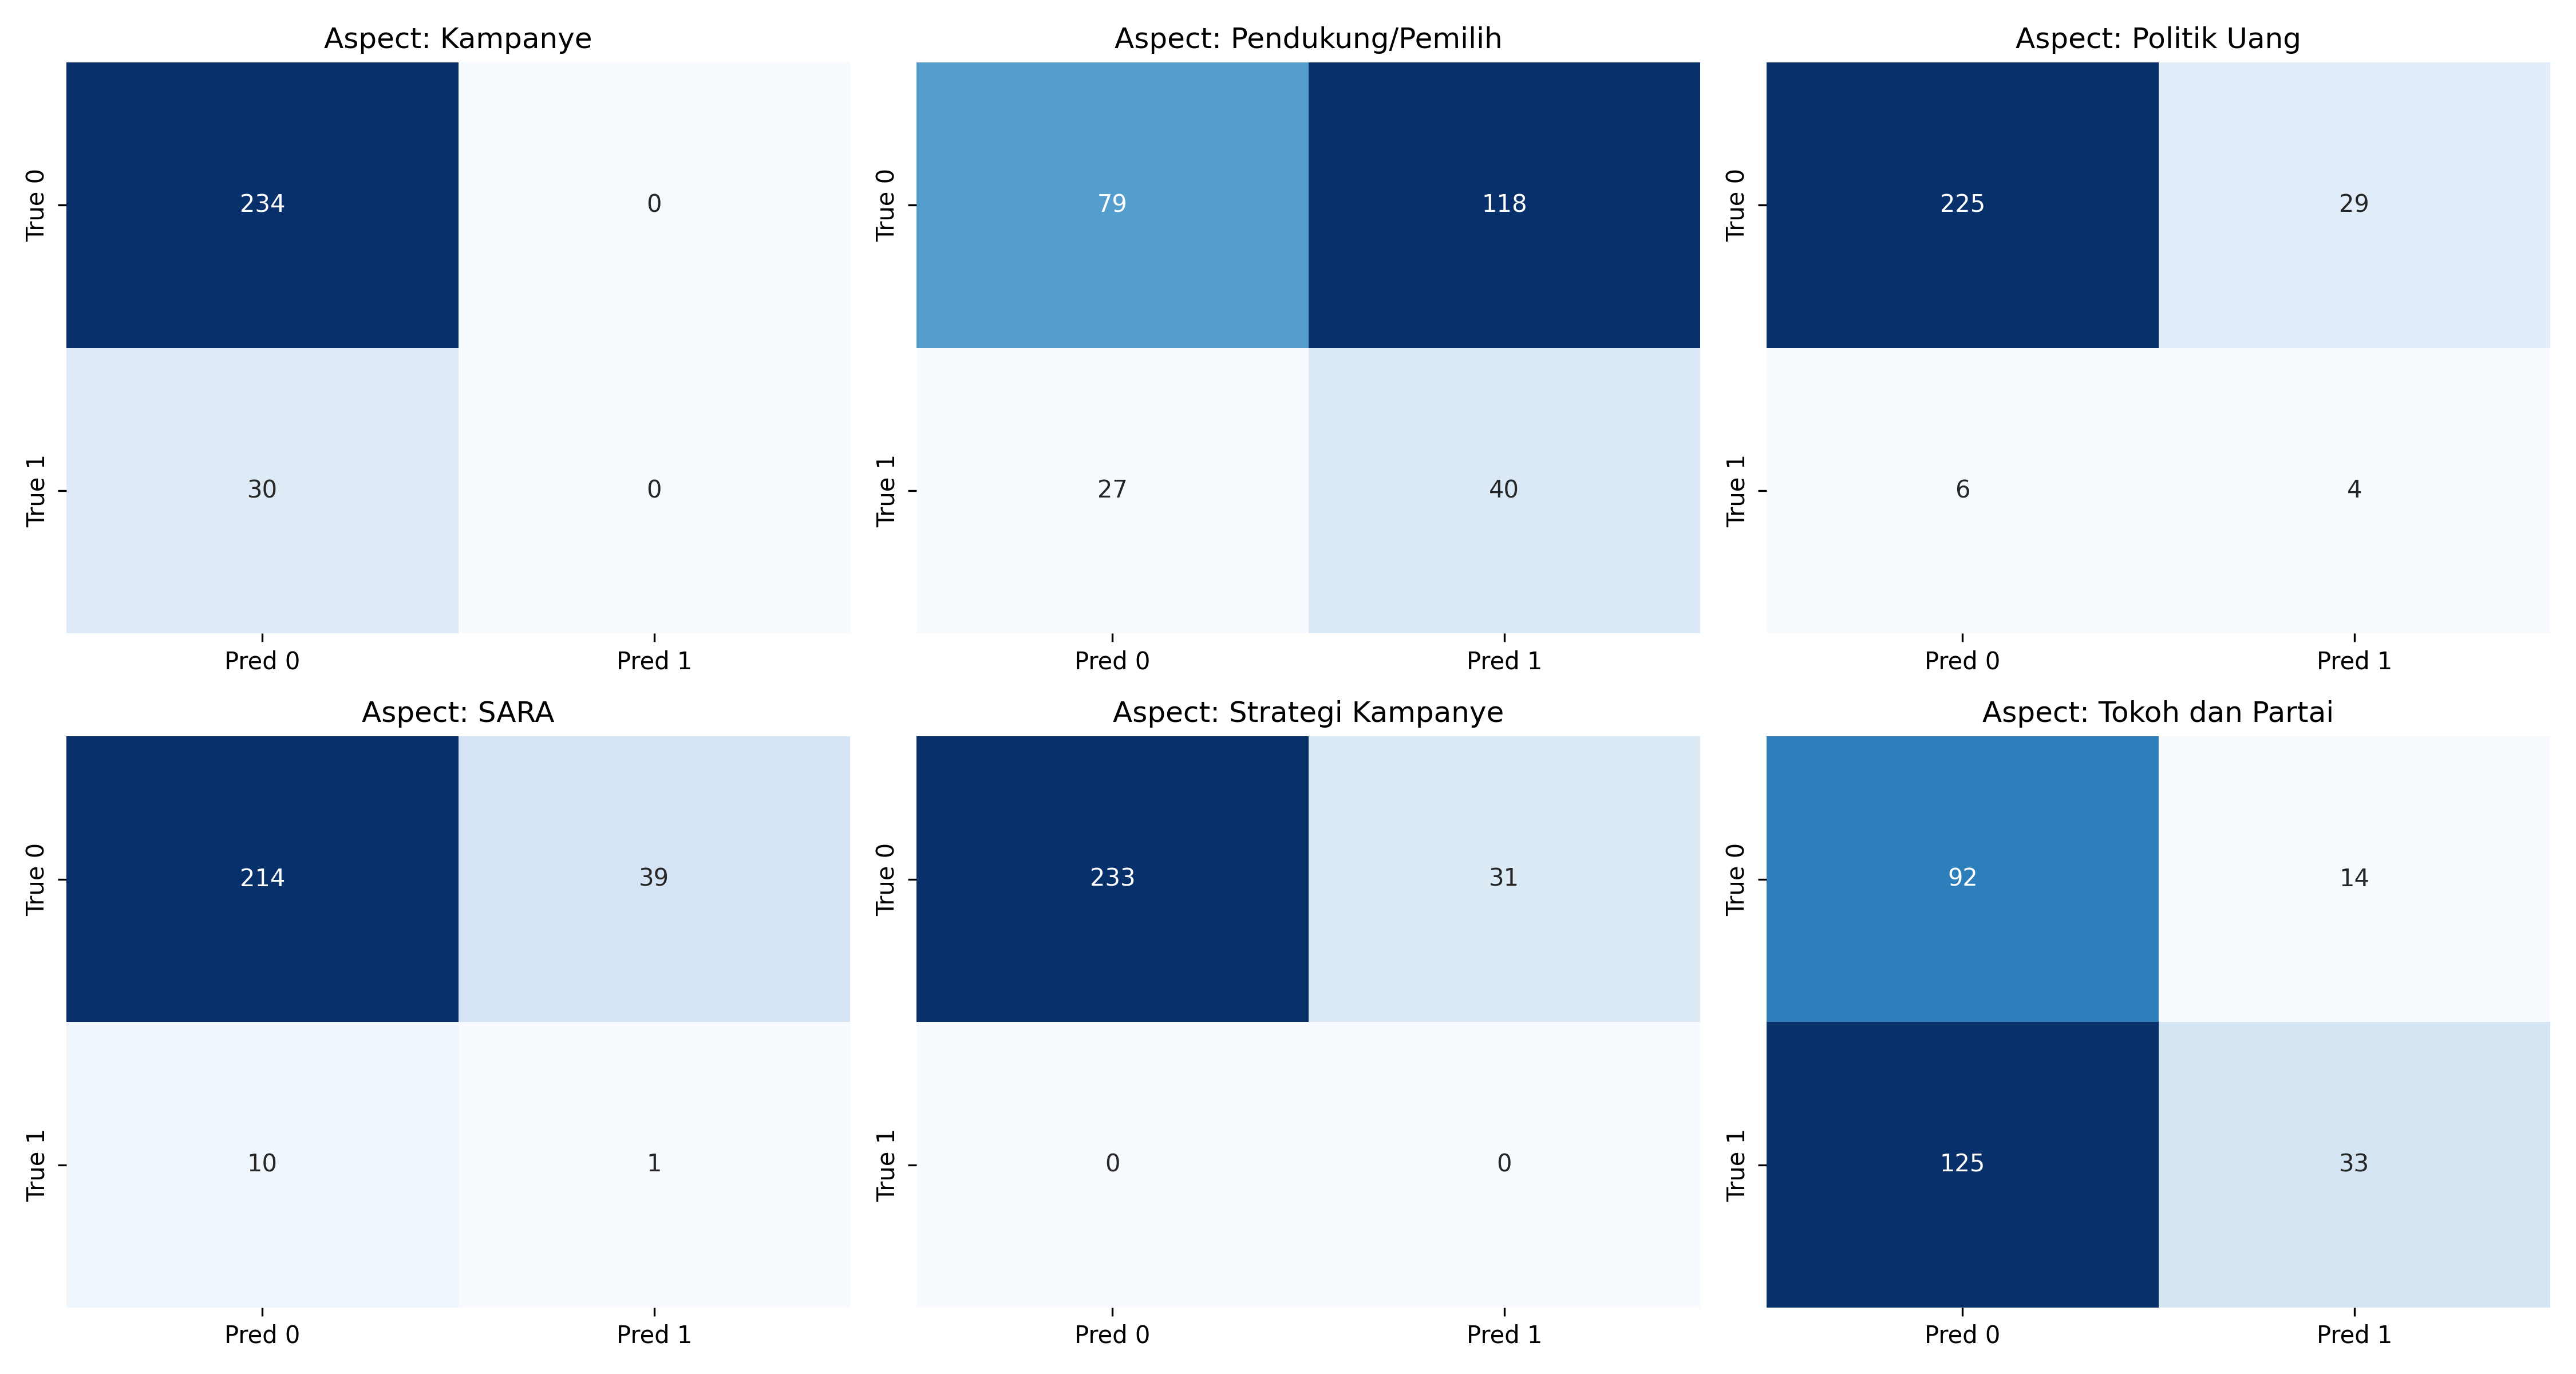 Aspect: Kampanye
True 0
234
0
True 1
30
0
Pred 0
Pred 1
Aspect: Pendukung/Pemilih
True 0
79
118
True 1
27
40
Pred 0
Pred 1
Aspect: Politik Uang
True 0
225
29
True 1
6
4
Pred 0
Pred 1
Aspect: SARA
True 0
214
39
True 1
10
1
Pred 0
Pred 1
Aspect: Strategi Kampanye
True 0
233
31
True 1
0
0
Pred 0
Pred 1
Aspect: Tokoh dan Partai
True 0
92
14
True 1
125
33
Pred 0
Pred 1